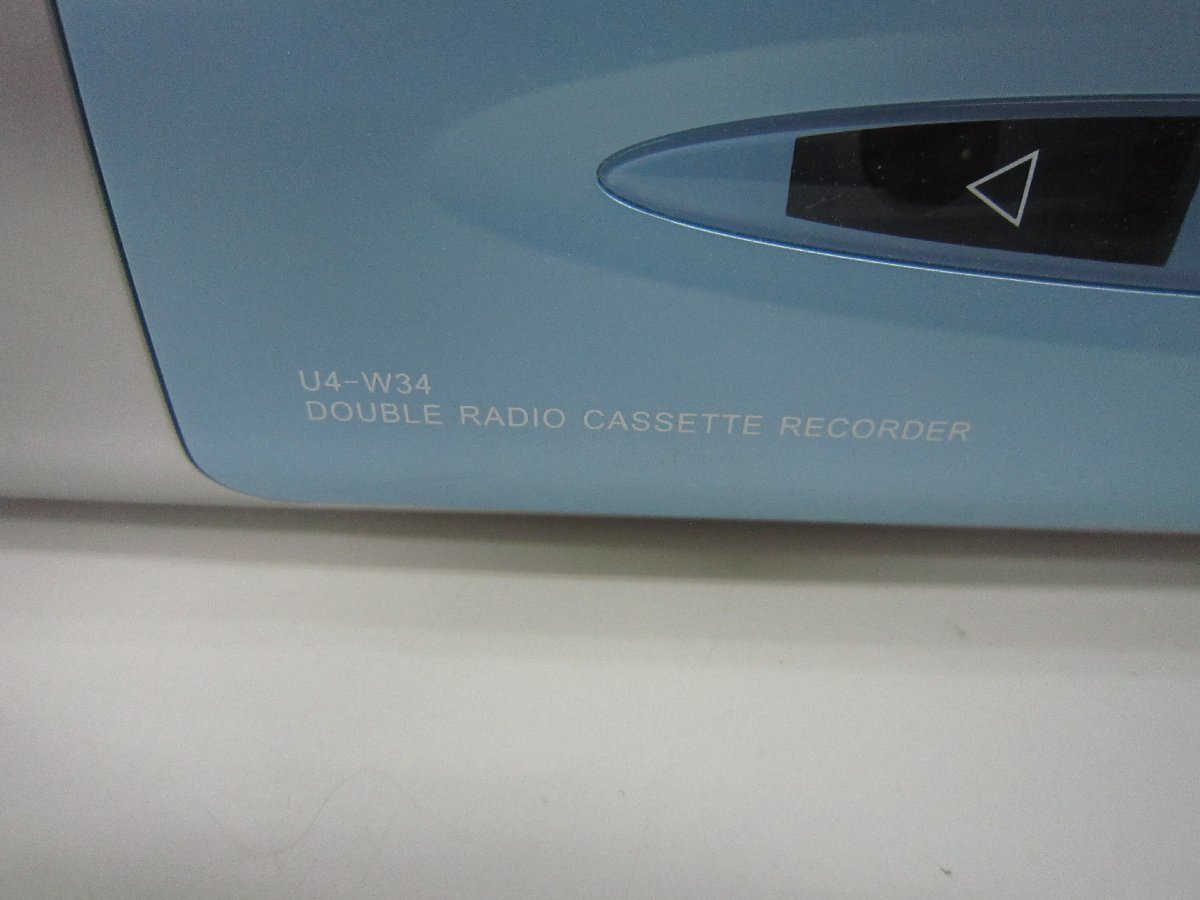 U4-W34
DOUBLE RADIO CASSETTE RECORDER